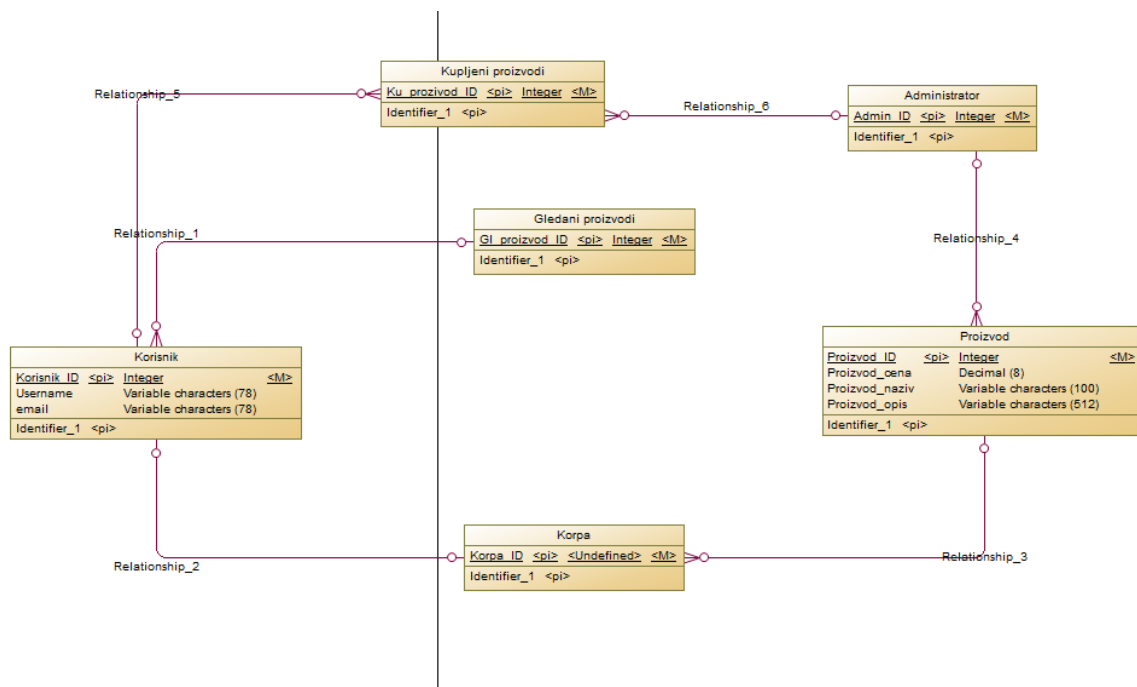 Kupljeni proizvodi
Ku_prozivod_ID <pi> Integer <M>
Identifier_1 <pi>
Relationship_5
Relationship_6
Administrator
Admin_ID <pi> Integer <M>
Identifier_1 <pi>
Gledani proizvodi
Gl_proizvod_ID <pi> Integer <M>
Identifier_1 <pi>
Relationship_1
Relationship_4
Korisnik
Korisnik_ID <pi> Integer <M>
Username Variable characters (78)
email Variable characters (78)
Identifier_1 <pi>
Proizvod
Proizvod_ID <pi> Integer <M>
Proizvod_cena Decimal (8)
Proizvod_naziv Variable characters (100)
Proizvod_opis Variable characters (512)
Identifier_1 <pi>
Korpa
Korpa_ID <pi> <Undefined> <M>
Identifier_1 <pi>
Relationship_2
Relationship_3